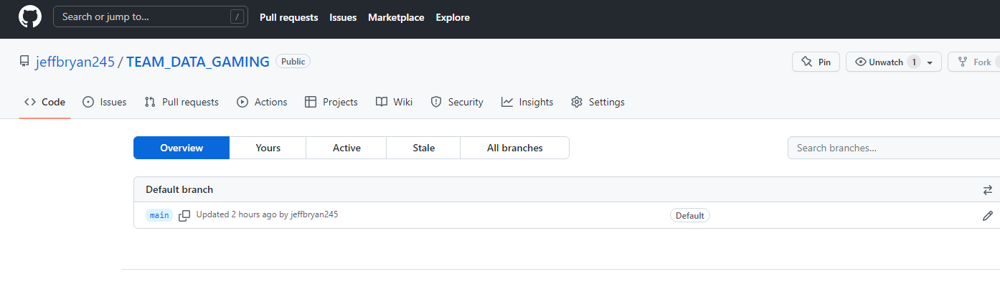 Search or jump to... /
Pull requests Issues Marketplace Explore
jeffbryan245 / TEAM_DATA_GAMING Public
Pin Unwatch 1 Fork
Code Issues Pull requests Actions Projects Wiki Security Insights Settings
Overview Yours Active Stale All branches Search branches...
Default branch
main Updated 2 hours ago by jeffbryan245 Default